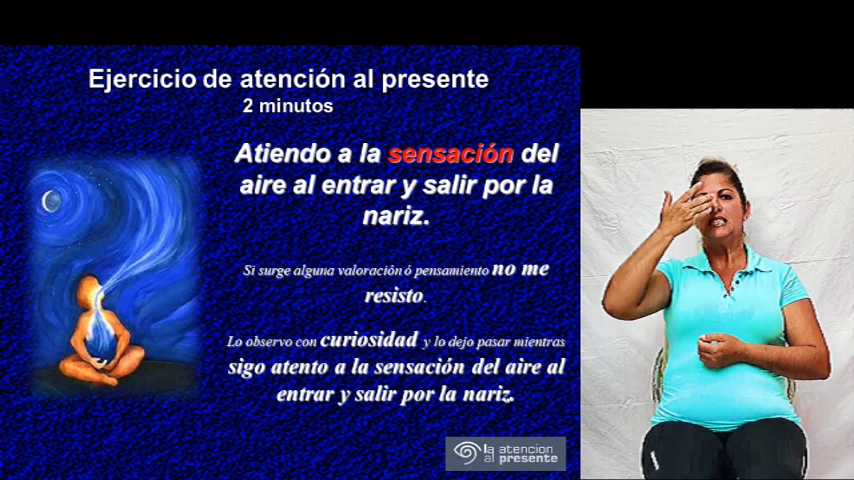 Ejercicio de atención al presente
2 minutos
Atiendo a la sensación del
aire al entrar y salir por la
nariz.
Si surge alguna valoración ó pensamiento no me
resisto.
Lo observo con curiosidad y lo dejo pasar mientras
sigo atento a la sensación del aire al
entrar y salir por la nariz.
la atencion
al presente